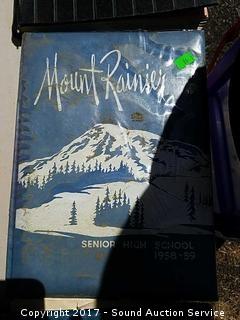 Mount Rainier
SENIOR HIGH SCHOOL
1958-59
Copyright 2017 - Sound Auction Service